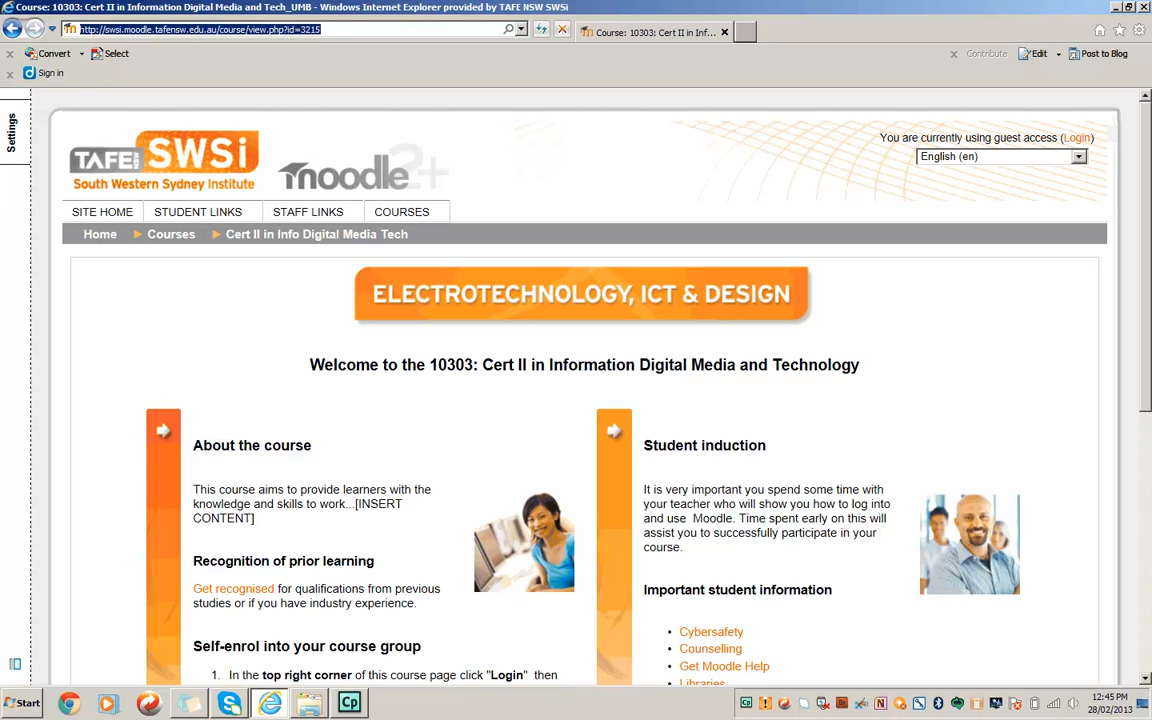 Course: 10303: Cert II in Information Digital Media and Tech_UMB - Windows Internet Explorer provided by TAFE NSW SWSi
http://swsi.moodle.tafensw.edu.au/course/view.php?id=3215
Course: 10303: Cert II in Inf...
Convert
Select
Contribute
Edit
Post to Blog
Sign in
Settings
You are currently using guest access (Login)
English (en)
TAFE NSW SWSi
South Western Sydney Institute
moodle 2+
SITE HOME
STUDENT LINKS
STAFF LINKS
COURSES
Home
Courses
Cert II in Info Digital Media Tech
ELECTROTECHNOLOGY, ICT & DESIGN
Welcome to the 10303: Cert II in Information Digital Media and Technology
About the course
This course aims to provide learners with the
knowledge and skills to work...[INSERT
CONTENT]
Recognition of prior learning
Get recognised for qualifications from previous
studies or if you have industry experience.
Self-enrol into your course group
1. In the top right corner of this course page click "Login" then
Student induction
It is very important you spend some time with
your teacher who will show you how to log into
and use Moodle. Time spent early on this will
assist you to successfully participate in your
course.
Important student information
• Cybersafety
• Counselling
• Get Moodle Help
• Libraries
Start
12:45 PM
28/02/2013